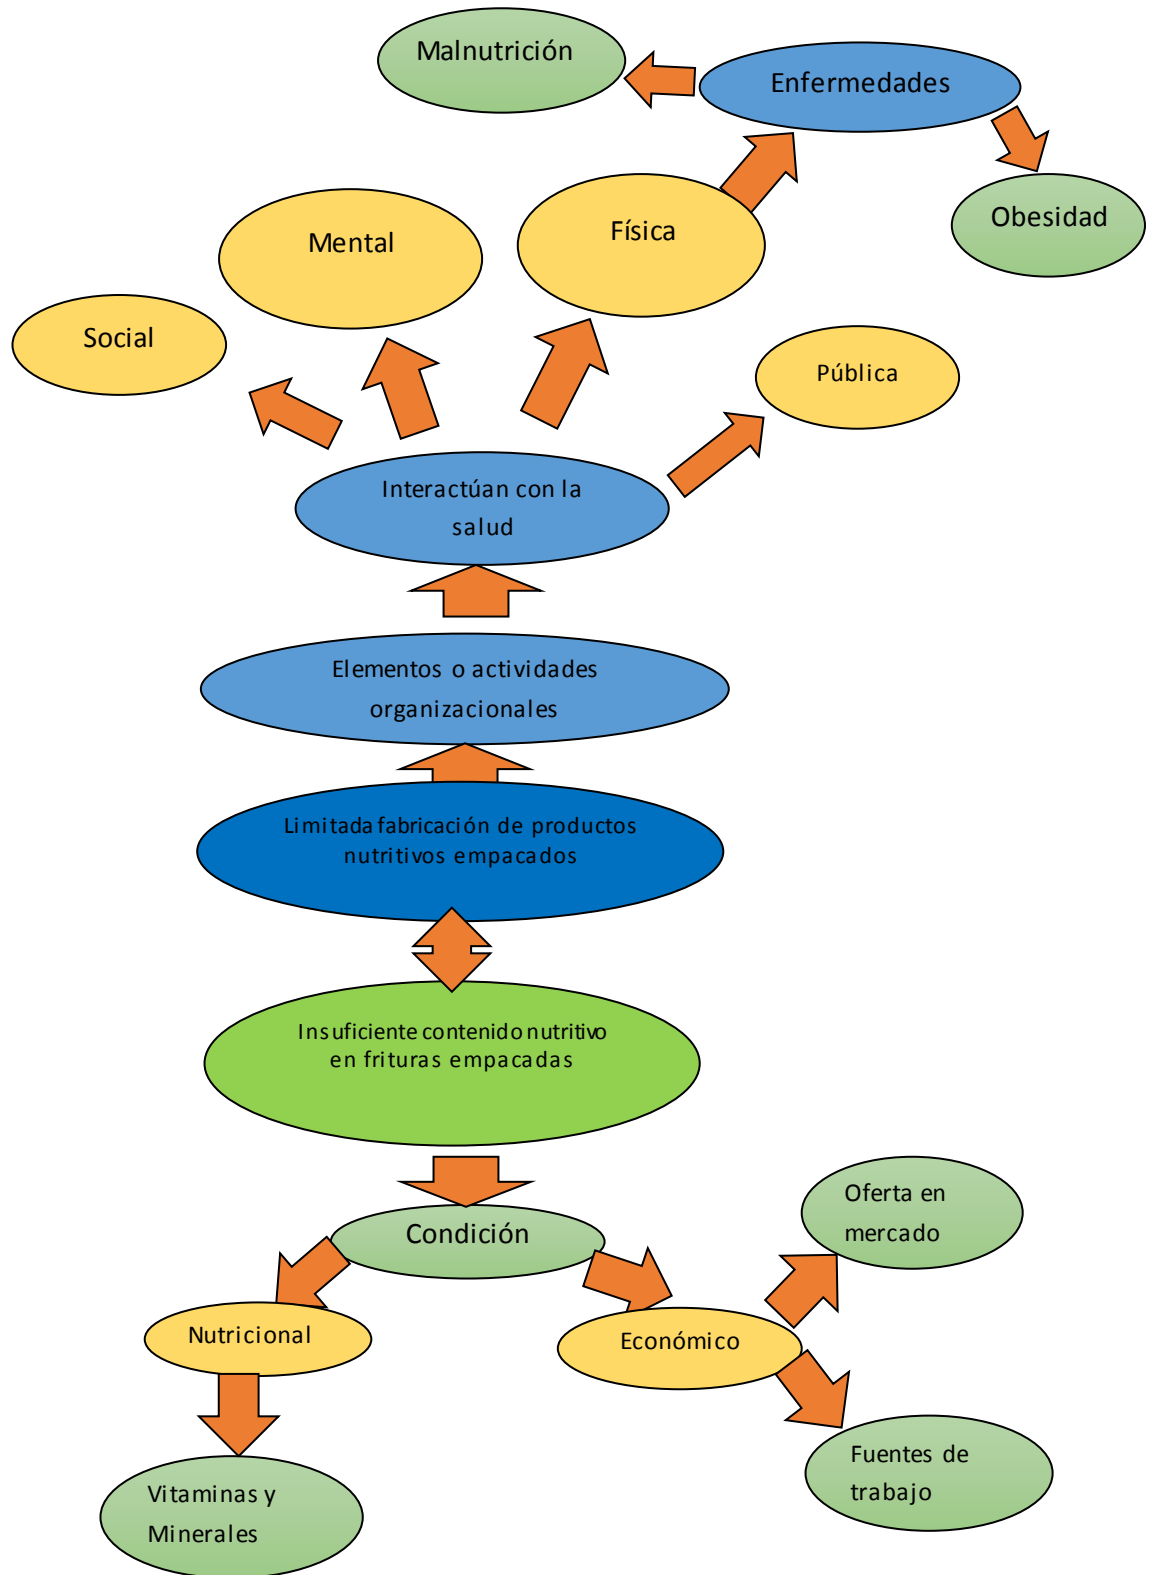 Malnutrición
Enfermedades
Obesidad
Física
Mental
Social
Pública
Interactúan con la
salud
Elementos o actividades
organizacionales
Limitada fabricación de productos
nutritivos empacados
Insuficiente contenido nutritivo
en frituras empacadas
Condición
Oferta en
mercado
Nutricional
Económico
Fuentes de
trabajo
Vitaminas y
Minerales